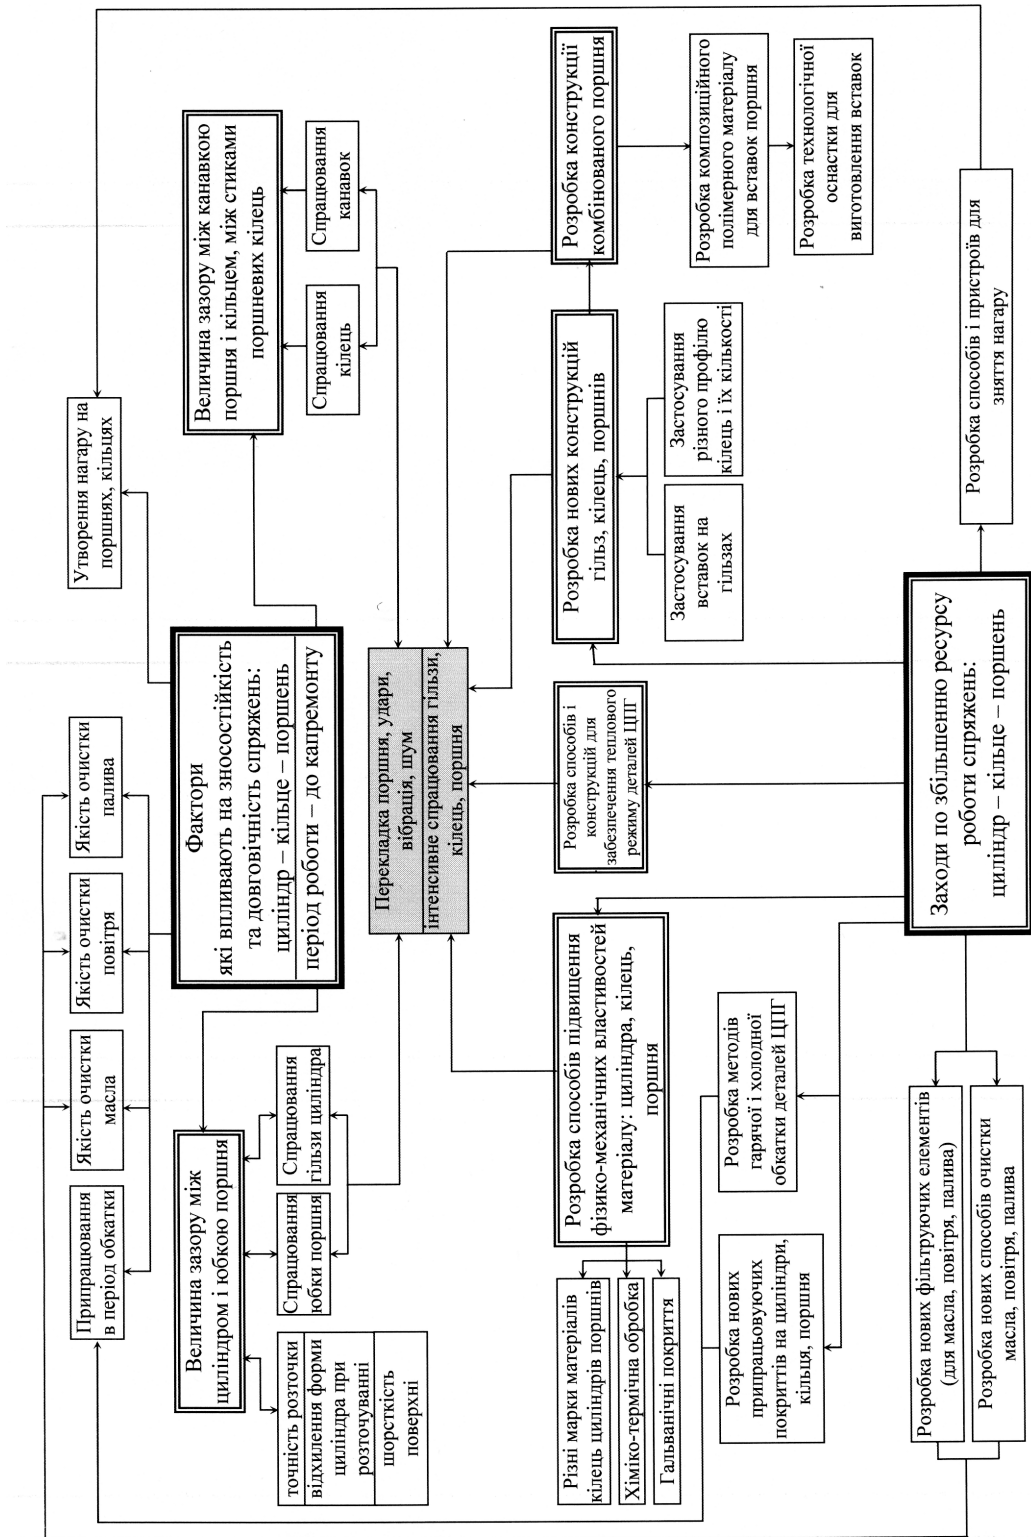 Припрацювання
в період обкатки
Якість очистки
масла
Якість очистки
повітря
Якість очистки
палива
Утворення нагару на
поршнях, кільцях
Величина зазору між
циліндром і юбкою поршня
Фактори
які впливають на зносостійкість
та довговічність спряжень:
циліндр – кільце – поршень
період роботи – до капремонту
Величина зазору між канавкою
поршня і кільцем, між стиками
поршневих кілець
точність розточки
відхилення форми
циліндра при
розточуванні
шорсткість
поверхні
Спрацювання
юбки поршня
Спрацювання
гільзи циліндра
Спрацювання
кілець
Спрацювання
канавок
Перекладка поршня, удари,
вібрація, шум
інтенсивне спрацювання гільзи,
кілець, поршня
Розробка способів підвищення
фізико-механічних властивостей
матеріалу: циліндра, кілець,
поршня
Розробка способів і
конструкцій для
забезпечення теплового
режиму деталей ЦПГ
Розробка нових конструкцій
гільз, кілець, поршнів
Розробка конструкції
комбінованого поршня
Різні марки матеріалів
кілець циліндрів поршнів
Хіміко-термічна обробка
Гальванічні покриття
Застосування
вставок на
гільзах
Застосування
різного профілю
кілець і їх кількості
Розробка композиційного
полімерного матеріалу
для вставок поршня
Розробка технологічної
оснастки для
виготовлення вставок
Розробка нових
припрацьовуючих
покриттів на циліндри,
кільця, поршня
Розробка методів
гарячої і холодної
обкатки деталей ЦПГ
Розробка нових фільтруючих елементів
(для масла, повітря, палива)
Розробка нових способів очистки
масла, повітря, палива
Заходи по збільшенню ресурсу
роботи спряжень:
циліндр – кільце – поршень
Розробка способів і пристроїв для
зняття нагару